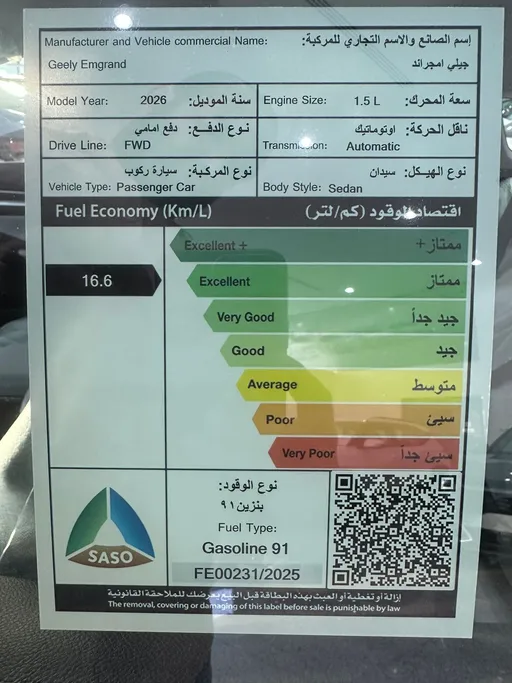 Manufacturer and Vehicle commercial Name: إسم الصانع والاسم التجاري للمركبة:
Geely Emgrand جيلي امجراند
Model Year: 2026 سنة الموديل:
Engine Size: 1.5 L سعة المحرك:
نوع الدفع: دفع امامي
Drive Line: FWD
ناقل الحركة: اوتوماتيك
Transmission: Automatic
نوع المركبة: سيارة ركوب
Vehicle Type: Passenger Car
نوع الهيكل: سيدان
Body Style: Sedan
Fuel Economy (Km/L) اقتصاد الوقود (كم/لتر)
Excellent + ممتاز+
16.6
Excellent ممتاز
Very Good جيد جداً
Good جيد
Average متوسط
Poor سيئ
Very Poor سيئ جداً
SASO
نوع الوقود:
بنزين٩١
Fuel Type:
Gasoline 91
FE00231/2025
إزالة أو تغطية أو العبث بهذه البطاقة قبل البيع يعرضك للملاحقة القانونية
The removal, covering or damaging of this label before sale is punishable by law